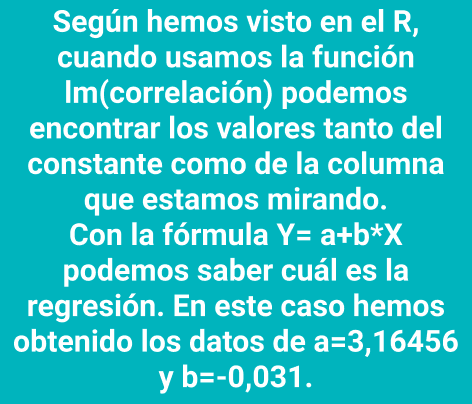 Según hemos visto en el R,
cuando usamos la función
lm(correlación) podemos
encontrar los valores tanto del
constante como de la columna
que estamos mirando.
Con la fórmula Y= a+b*X
podemos saber cuál es la
regresión. En este caso hemos
obtenido los datos de a=3,16456
y b=-0,031.